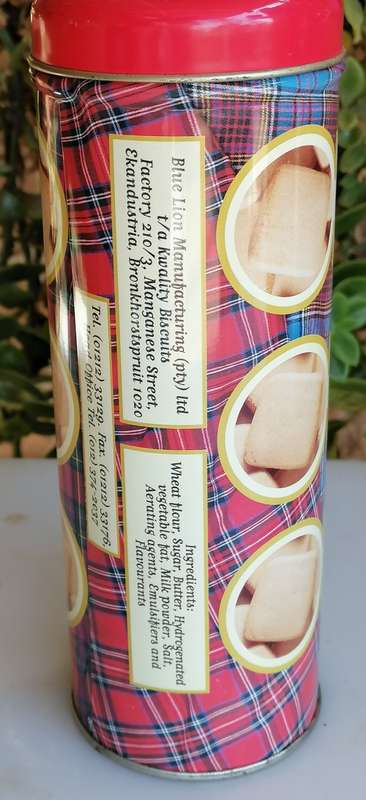 Blue Lion Manufacturing (pty) ltd
t/a Kwality Biscuits
Factory 210/3, Manganese Street,
Ekandustria, Bronkhorstspruit 1020
Tel. (01212) 33129. Fax. (01212) 33176.
Office Tel. (012) 374-2037
Ingredients:
Wheat flour, Sugar, Butter, Hydrogenated
vegetable fat, Milk powder, Salt,
Aerating agents, Emulsifiers and
Flavourants